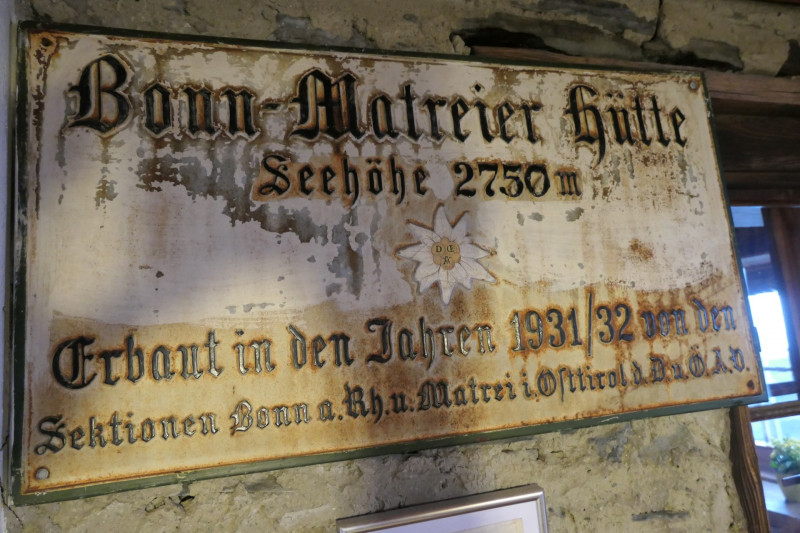 Bonn-Matreier Hütte
Seehöhe 2750 m
Erbaut in den Jahren 1931/32 von den
Sektionen Bonn a. Rh. u. Matrei i. Osttirol d. D. u. Ö. A. V.